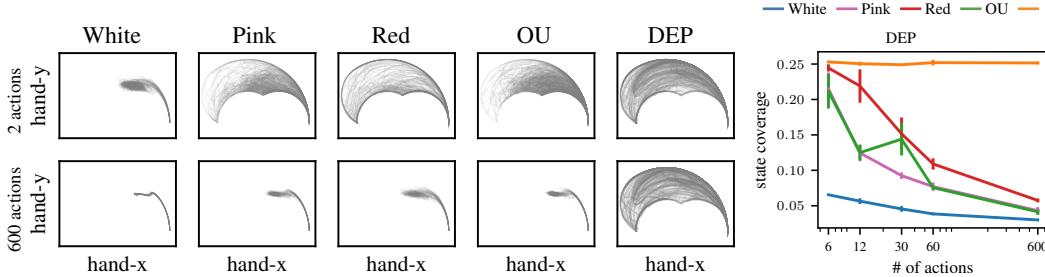 White Pink Red OU DEP
2 actions
hand-y
600 actions
hand-y
hand-x hand-x hand-x hand-x hand-x
White Pink Red OU
DEP
state coverage
0.25
0.20
0.15
0.10
0.05
6 12 30 60 600
# of actions